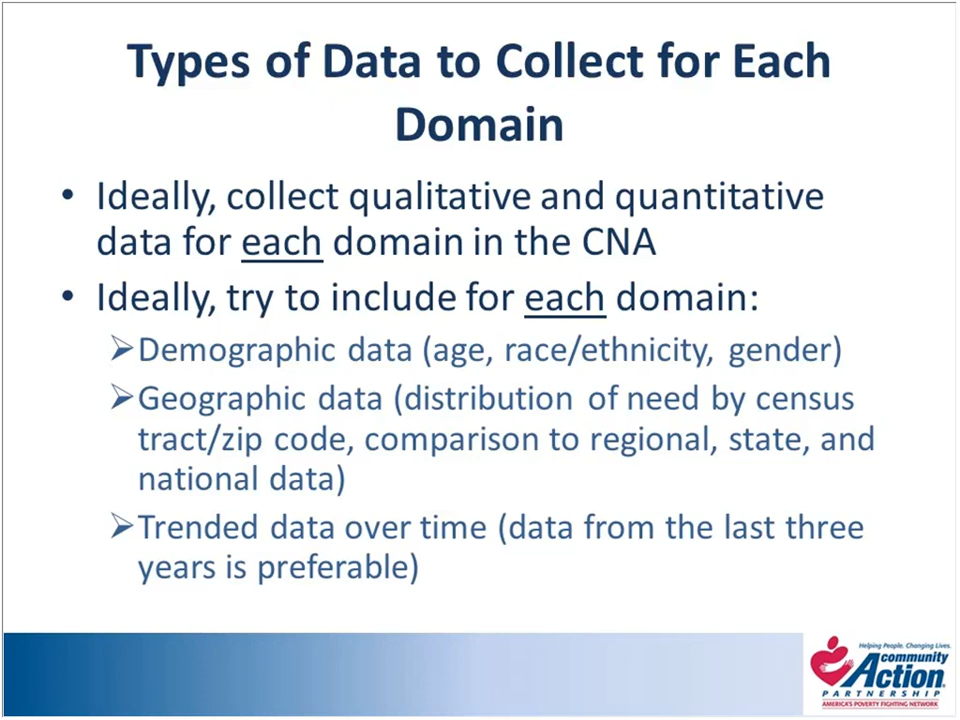 Types of Data to Collect for Each
Domain
• Ideally, collect qualitative and quantitative
data for each domain in the CNA
• Ideally, try to include for each domain:
➢Demographic data (age, race/ethnicity, gender)
➢Geographic data (distribution of need by census
tract/zip code, comparison to regional, state, and
national data)
➢Trended data over time (data from the last three
years is preferable)
Helping People. Changing Lives.
community
Action
PARTNERSHIP
AMERICA'S POVERTY FIGHTING NETWORK